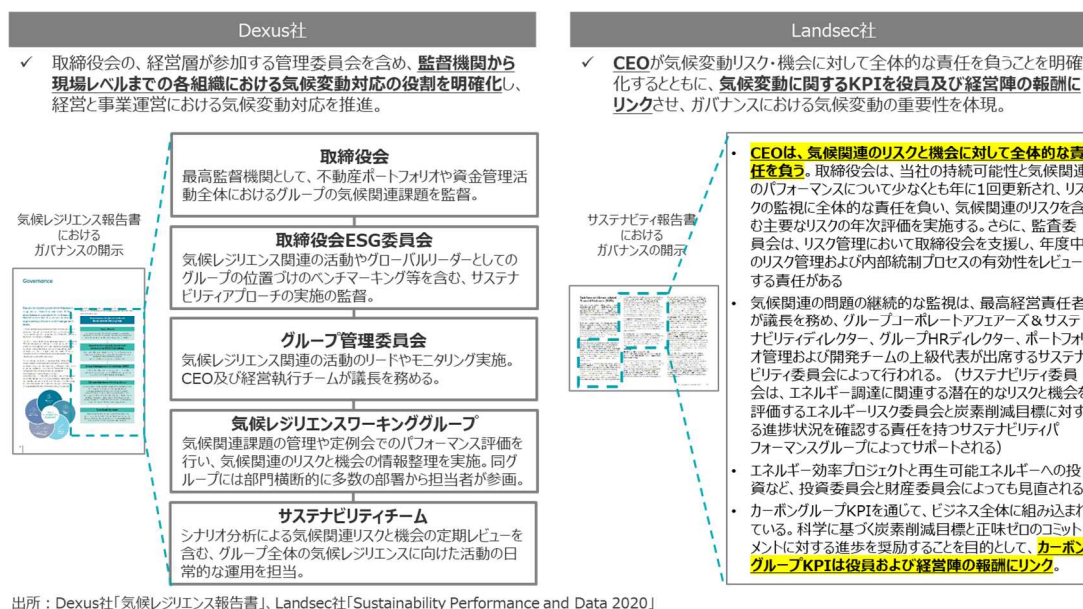 Dexus社
✓ 取締役会の、経営層が参加する管理委員会を含め、監督機関から
現場レベルまでの各組織における気候変動対応の役割を明確化し、
経営と事業運営における気候変動対応を推進。
気候レジリエンス報告書
における
ガバナンスの開示
Governance
取締役会
最高監督機関として、不動産ポートフォリオや資金管理活
動全体におけるグループの気候関連課題を監督。
取締役会ESG委員会
気候レジリエンス関連の活動やグローバルリーダーとしての
グループの位置づけのベンチマーキング等を含む、サステナ
ビリティアプローチの実施の監督。
グループ管理委員会
気候レジリエンス関連の活動のリードやモニタリング実施。
CEO及び経営執行チームが議長を務める。
気候レジリエンスワーキンググループ
気候関連課題の管理や定例会でのパフォーマンス評価を
行い、気候関連のリスクと機会の情報整理を実施。同グ
ループには部門横断的に多数の部署から担当者が参画。
サステナビリティチーム
シナリオ分析による気候関連リスクと機会の定期レビューを
含む、グループ全体の気候レジリエンスに向けた活動の日
常的な運用を担当。
Landsec社
✓ CEOが気候変動リスク・機会に対して全体的な責任を負うことを明確
化するとともに、気候変動に関するKPIを役員及び経営陣の報酬に
リンクさせ、ガバナンスにおける気候変動の重要性を体現。
サステナビリティ報告書
における
ガバナンスの開示
• CEOは、気候関連のリスクと機会に対して全体的な責
任を負う。取締役会は、当社の持続可能性と気候関連
のパフォーマンスについて少なくとも年に1回更新され、リス
クの監視に全体的な責任を負い、気候関連のリスクを含
む主要なリスクの年次評価を実施する。さらに、監査委
員会は、リスク管理において取締役会を支援し、年度中
のリスク管理および内部統制プロセスの有効性をレビュー
する責任がある
• 気候関連の問題の継続的な監視は、最高経営責任者
が議長を務め、グループコーポレートアフェアーズ＆サステ
ナビリティディレクター、グループHRディレクター、ポートフォリ
オ管理および開発チームの上級代表が出席するサステナ
ビリティ委員会によって行われる。（サステナビリティ委員
会は、エネルギー調達に関連する潜在的なリスクと機会を
評価するエネルギーリスク委員会と炭素削減目標に対す
る進捗状況を確認する責任を持つサステナビリティパ
フォーマンスグループによってサポートされる）
• エネルギー効率プロジェクトと再生可能エネルギーへの投
資など、投資委員会と財産委員会によっても見直される
• カーボングループKPIを通じて、ビジネス全体に組み込まれ
ている。科学に基づく炭素削減目標と正味ゼロのコミット
メントに対する進歩を奨励することを目的として、カーボン
グループKPIは役員および経営陣の報酬にリンク。
出所：Dexus社「気候レジリエンス報告書」、Landsec社「Sustainability Performance and Data 2020」